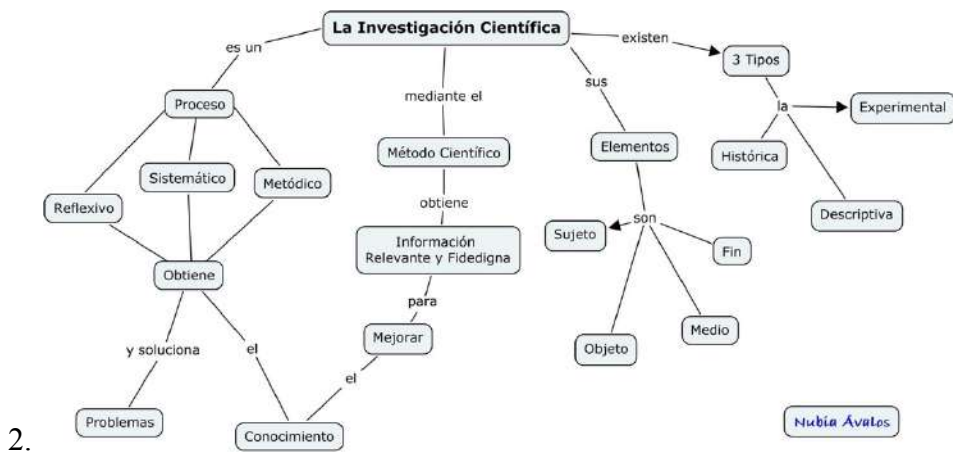 La Investigación Científica
es un
existen
3 Tipos
mediante el
sus
Proceso
la
Experimental
Método Científico
Elementos
Histórica
Sistemático
Metódico
Reflexivo
obtiene
Descriptiva
son
Sujeto
Información
Relevante y Fidedigna
Fin
Obtiene
para
Mejorar
Medio
Objeto
y soluciona
el
el
Problemas
Conocimiento
Nubia Ávalos
2.